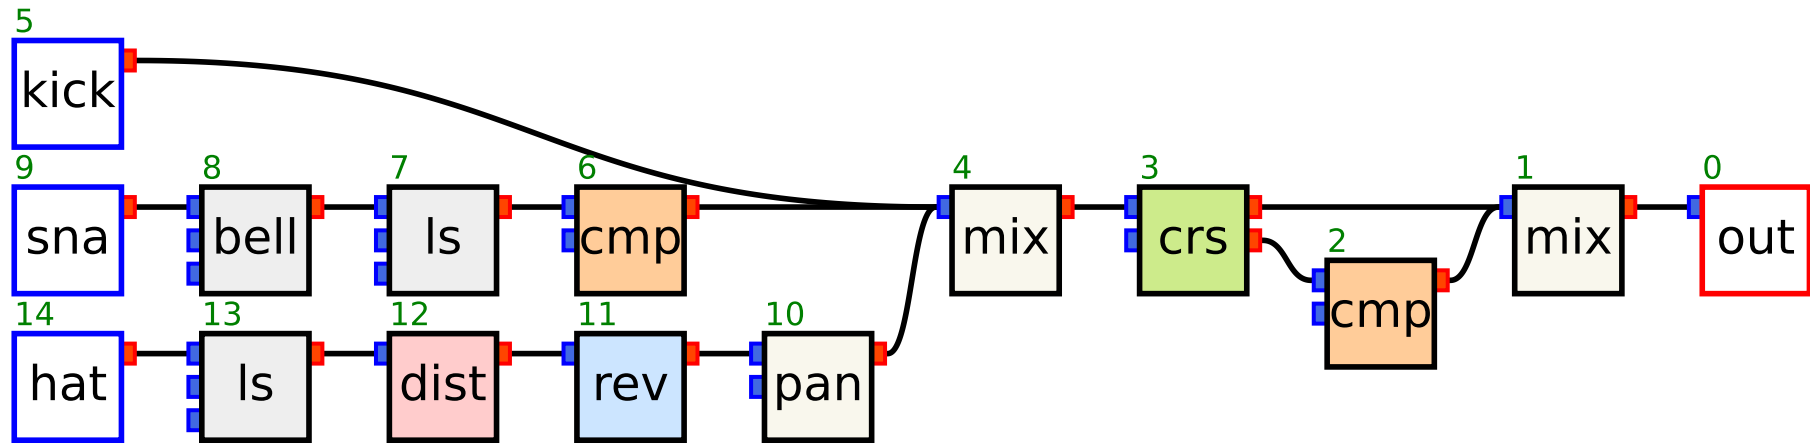 5
kick
9 8 7 6 4 3 1 0
sna bell ls cmp mix crs mix out
2
cmp
14 13 12 11 10
hat ls dist rev pan